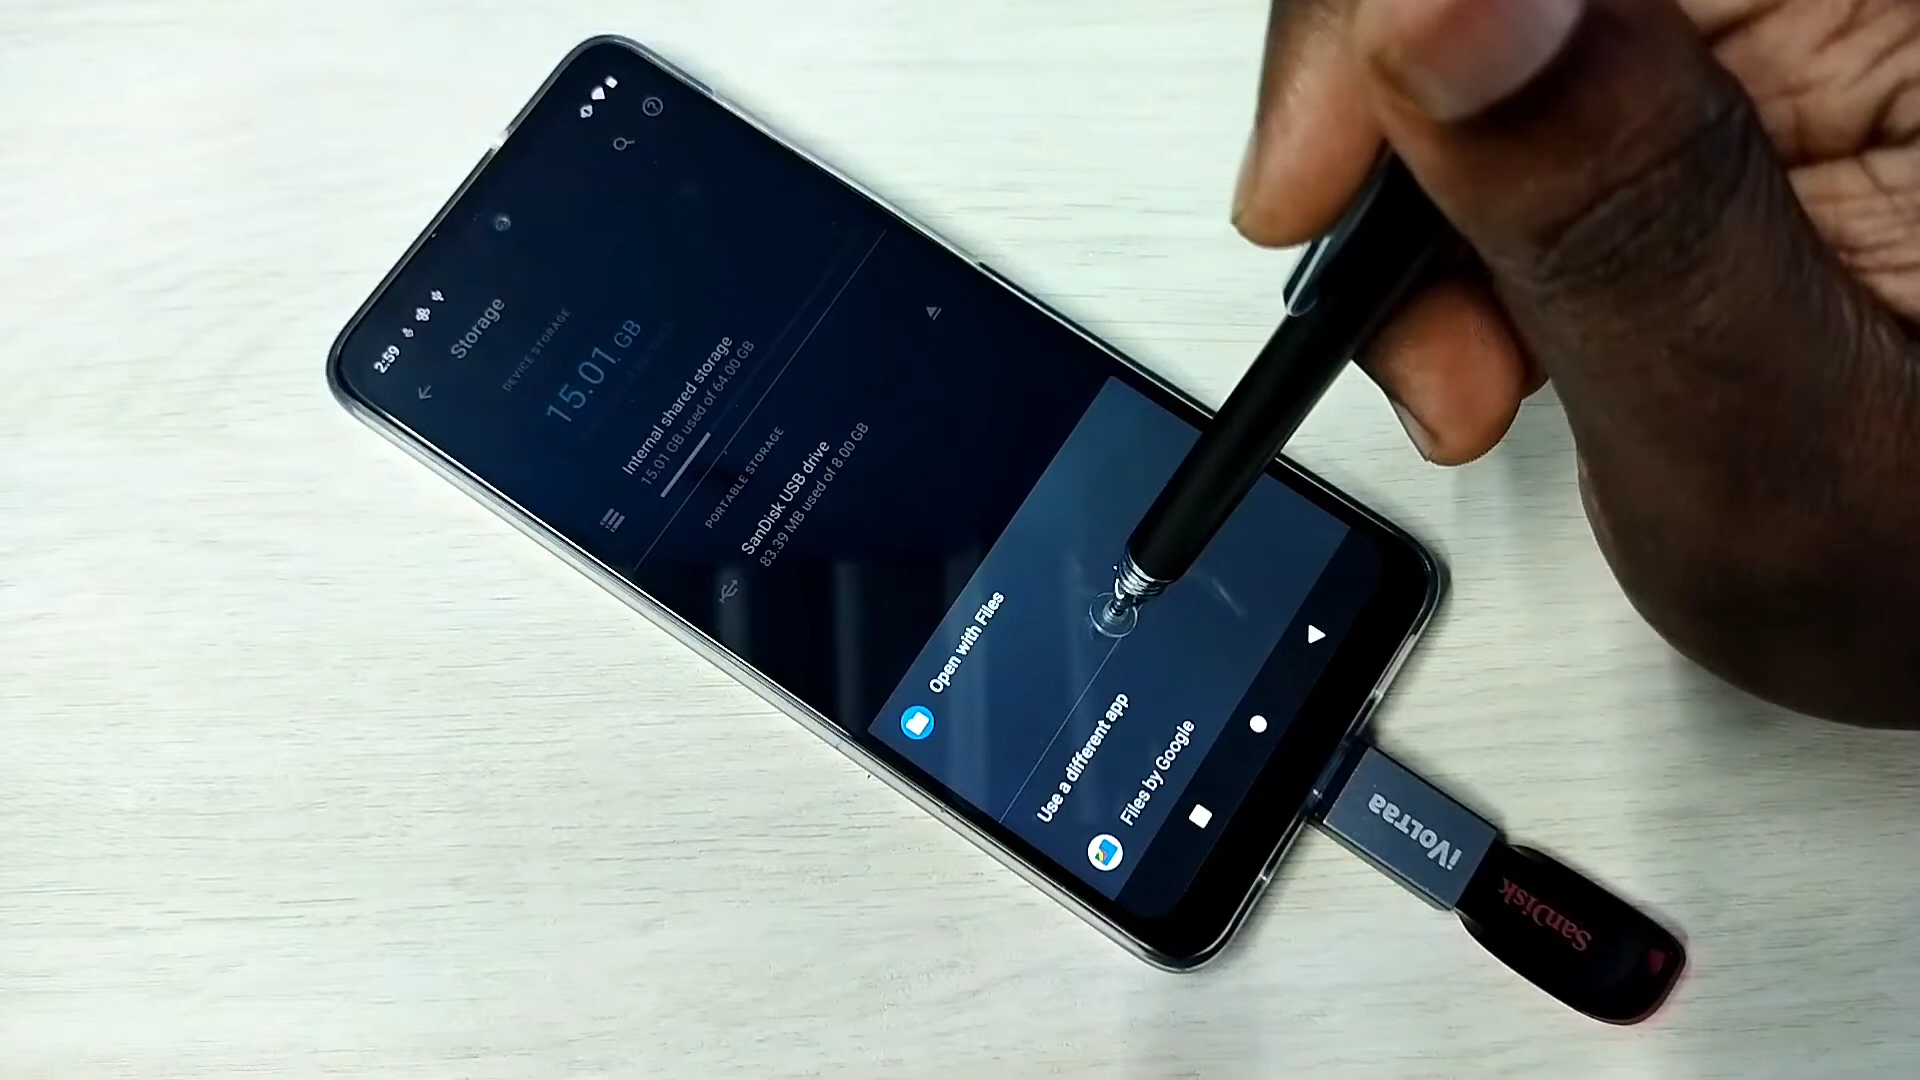 2:59
Storage
DEVICE STORAGE
15.01 GB
Internal shared storage
15.01 GB used of 64.00 GB
PORTABLE STORAGE
SanDisk USB drive
83.39 MB used of 8.00 GB
Open with Files
Use a different app
Files by Google
iVoltaa
SanDisk